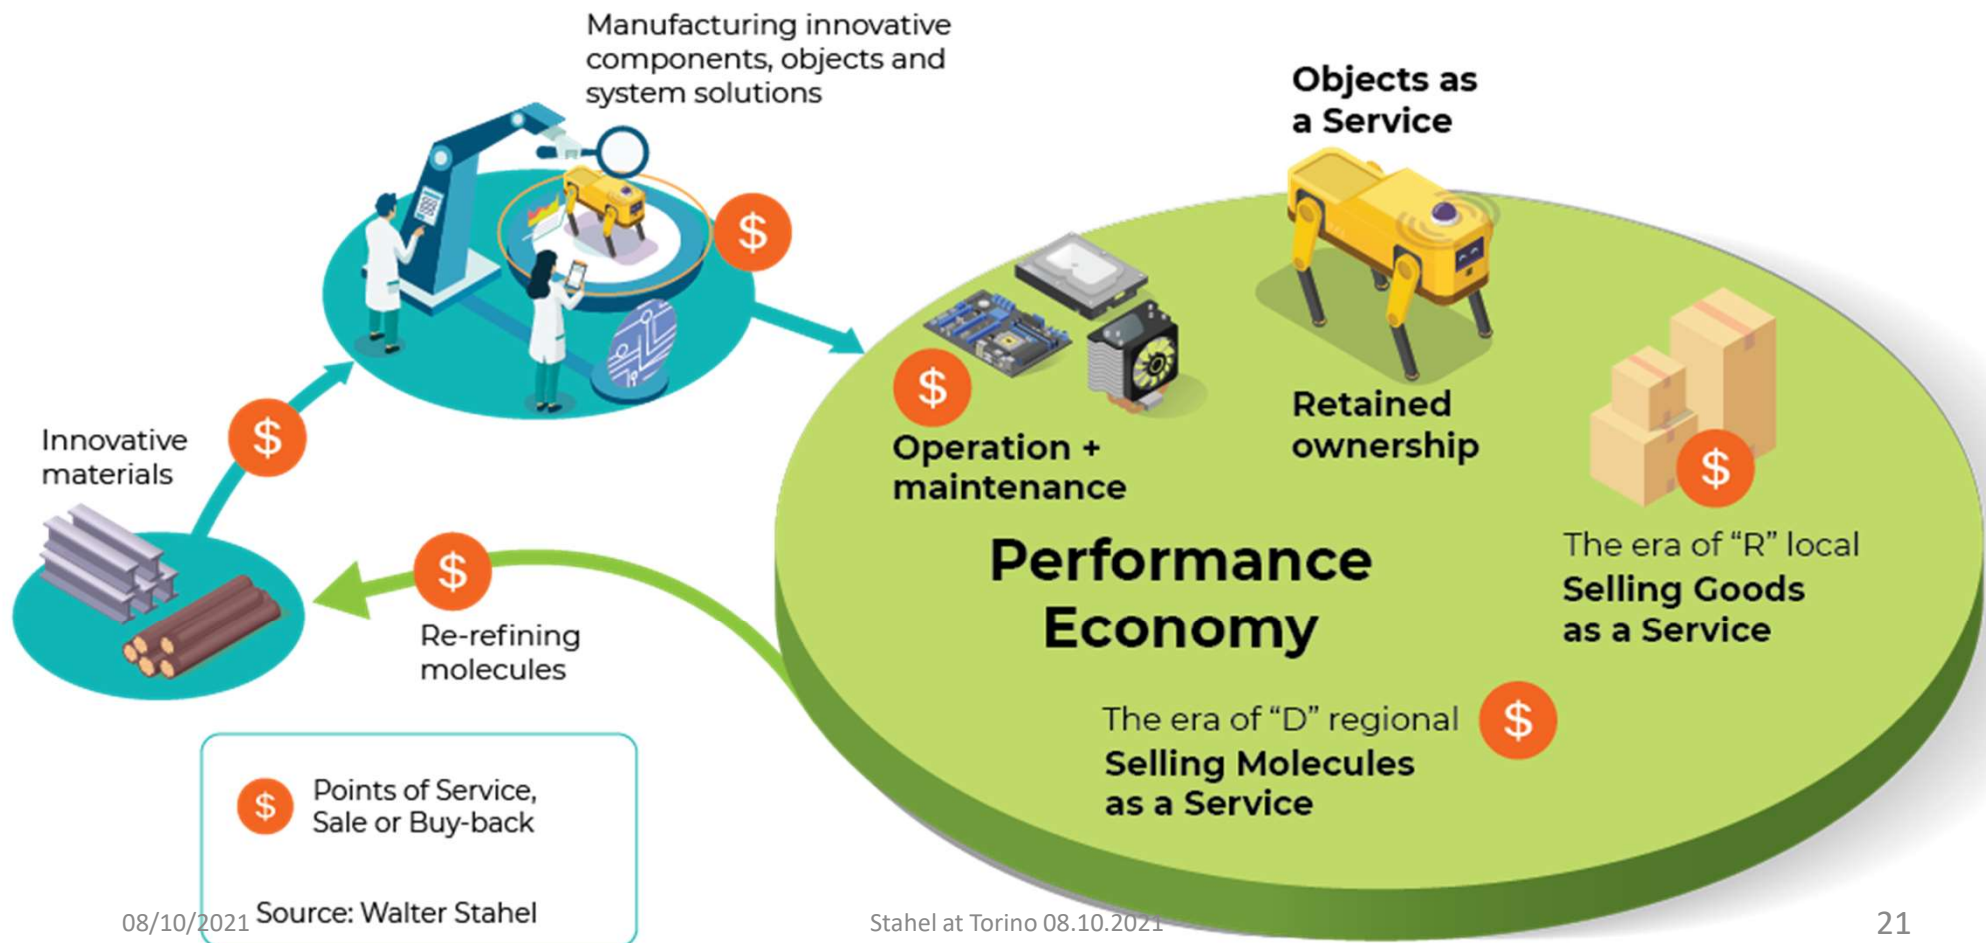 Manufacturing innovative
components, objects and
system solutions
$
Innovative
materials
$
Re-refining
molecules
$
Objects as
a Service
Retained
ownership
$
Operation +
maintenance
Performance
Economy
$
The era of “R” local
Selling Goods
as a Service
The era of “D” regional
$
Selling Molecules
as a Service
$
Points of Service,
Sale or Buy-back
Source: Walter Stahel
08/10/2021
Stahel at Torino 08.10.2021
21